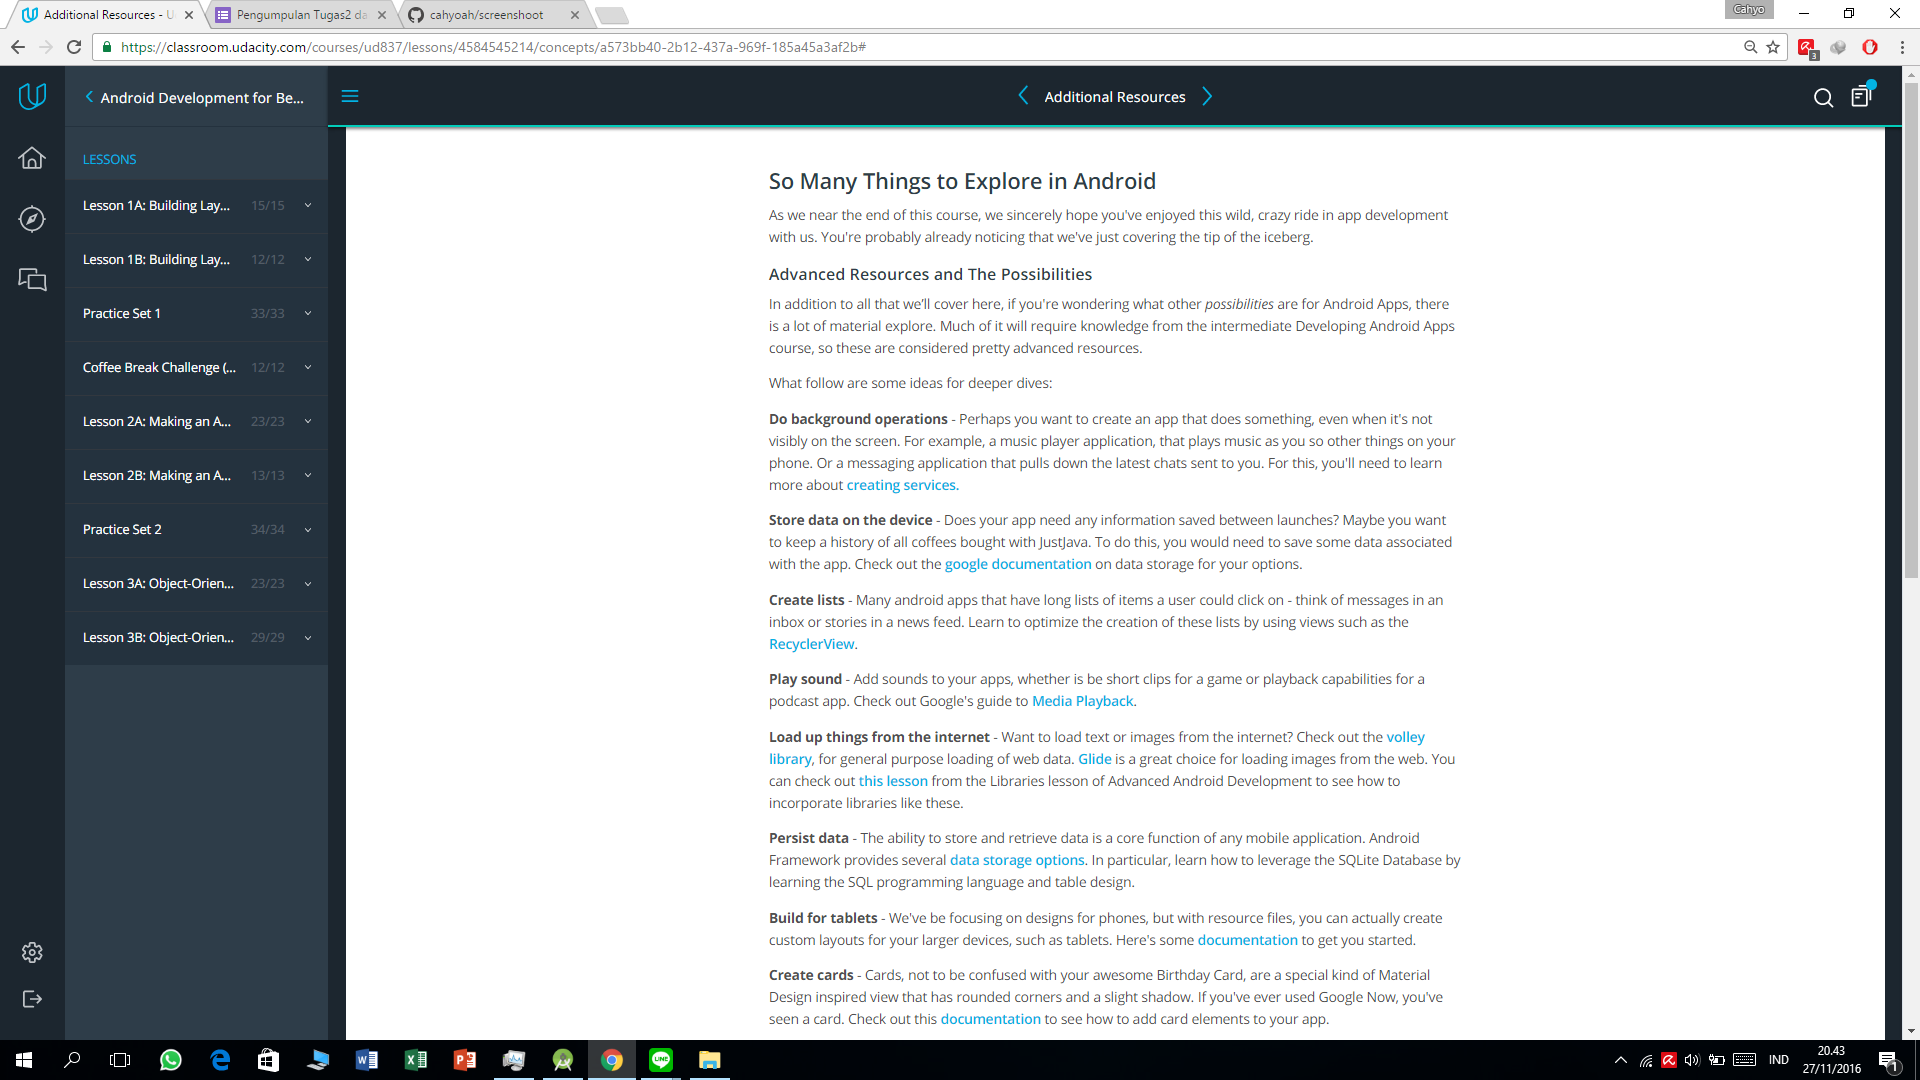 Additional Resources - U
Pengumpulan Tugas2 da
cahyoah/screenshoot
Cahyo
https://classroom.udacity.com/courses/ud837/lessons/4584545214/concepts/a573bb40-2b12-437a-969f-185a45a3af2b#
3
Android Development for Be...
Additional Resources
LESSONS
Lesson 1A: Building Lay... 15/15
Lesson 1B: Building Lay... 12/12
Practice Set 1 33/33
Coffee Break Challenge (... 12/12
Lesson 2A: Making an A... 23/23
Lesson 2B: Making an A... 13/13
Practice Set 2 34/34
Lesson 3A: Object-Orien... 23/23
Lesson 3B: Object-Orien... 29/29
So Many Things to Explore in Android
As we near the end of this course, we sincerely hope you've enjoyed this wild, crazy ride in app development
with us. You're probably already noticing that we've just covering the tip of the iceberg.
Advanced Resources and The Possibilities
In addition to all that we'll cover here, if you're wondering what other possibilities are for Android Apps, there
is a lot of material explore. Much of it will require knowledge from the intermediate Developing Android Apps
course, so these are considered pretty advanced resources.
What follow are some ideas for deeper dives:
Do background operations - Perhaps you want to create an app that does something, even when it's not
visibly on the screen. For example, a music player application, that plays music as you so other things on your
phone. Or a messaging application that pulls down the latest chats sent to you. For this, you'll need to learn
more about creating services.
Store data on the device - Does your app need any information saved between launches? Maybe you want
to keep a history of all coffees bought with JustJava. To do this, you would need to save some data associated
with the app. Check out the google documentation on data storage for your options.
Create lists - Many android apps that have long lists of items a user could click on - think of messages in an
inbox or stories in a news feed. Learn to optimize the creation of these lists by using views such as the
RecyclerView.
Play sound - Add sounds to your apps, whether is be short clips for a game or playback capabilities for a
podcast app. Check out Google's guide to Media Playback.
Load up things from the internet - Want to load text or images from the internet? Check out the volley
library, for general purpose loading of web data. Glide is a great choice for loading images from the web. You
can check out this lesson from the Libraries lesson of Advanced Android Development to see how to
incorporate libraries like these.
Persist data - The ability to store and retrieve data is a core function of any mobile application. Android
Framework provides several data storage options. In particular, learn how to leverage the SQLite Database by
learning the SQL programming language and table design.
Build for tablets - We've be focusing on designs for phones, but with resource files, you can actually create
custom layouts for your larger devices, such as tablets. Here's some documentation to get you started.
Create cards - Cards, not to be confused with your awesome Birthday Card, are a special kind of Material
Design inspired view that has rounded corners and a slight shadow. If you've ever used Google Now, you've
seen a card. Check out this documentation to see how to add card elements to your app.
LINE
IND
20.43
27/11/2016
1